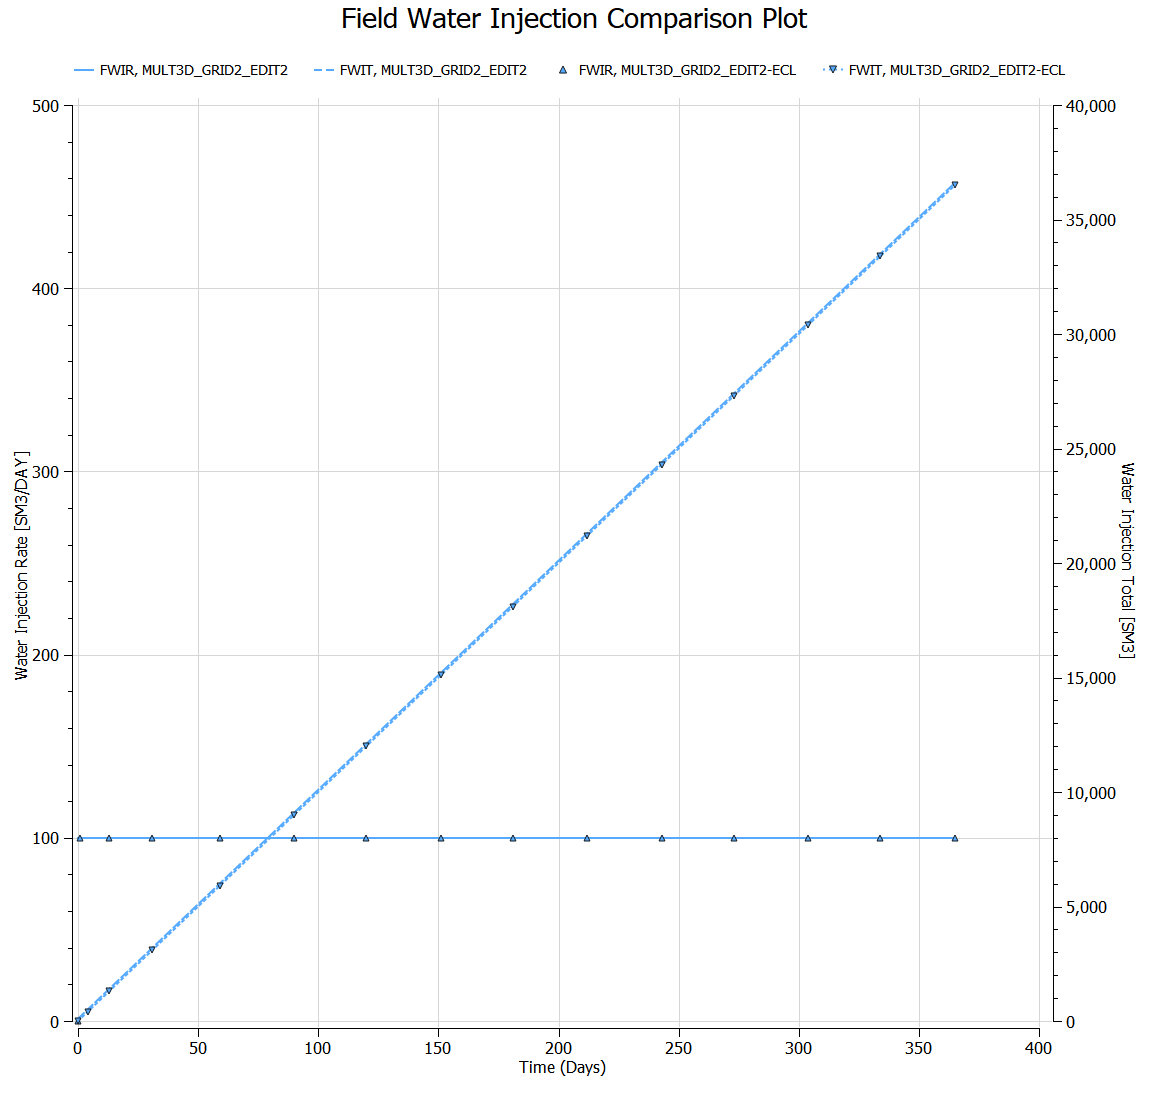 Field Water Injection Comparison Plot
FWIR, MULT3D_GRID2_EDIT2 FWIT, MULT3D_GRID2_EDIT2 FWIR, MULT3D_GRID2_EDIT2-ECL FWIT, MULT3D_GRID2_EDIT2-ECL
500
400
300
200
100
0
Water Injection Rate [SM3/DAY]
40,000
35,000
30,000
25,000
20,000
15,000
10,000
5,000
0
Water Injection Total [SM3]
0 50 100 150 200 250 300 350 400
Time (Days)